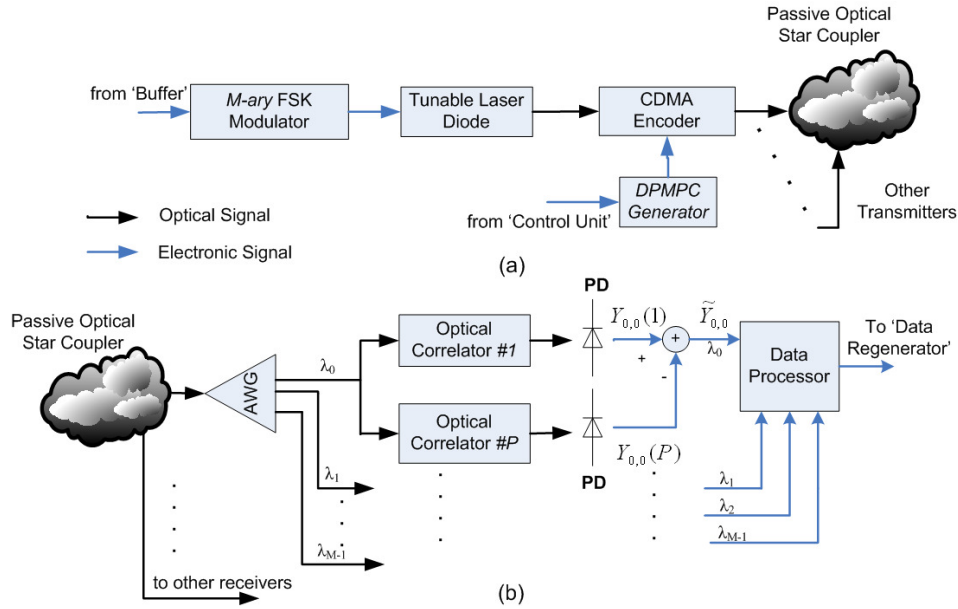 (a)
Passive Optical
Star Coupler
from 'Buffer'
M-ary FSK
Modulator
Tunable Laser
Diode
CDMA
Encoder
DPMPC
Generator
from 'Control Unit'
Other
Transmitters
Optical Signal
Electronic Signal
(a)
Passive Optical
Star Coupler
AWG
λ0
λ1
λM-1
Optical
Correlator #1
Optical
Correlator #P
PD
PD
Y0,0(1)
+
+
-
Ỹ0,0
λ0
Y0,0(P)
Data
Processor
To 'Data
Regenerator'
λ1
λ2
λM-1
to other receivers
(b)